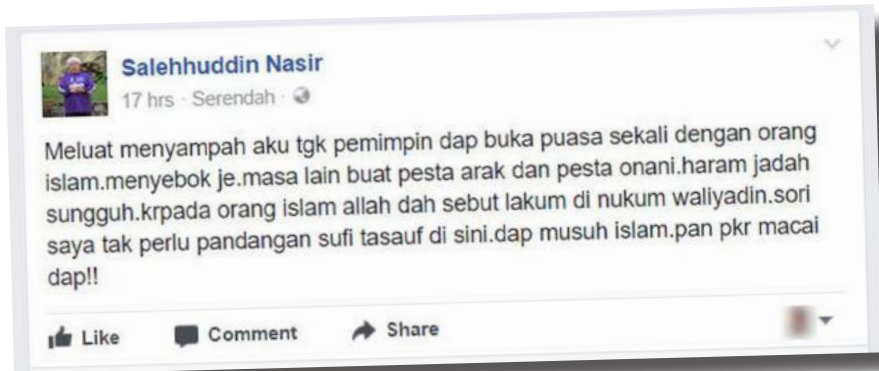 Salehhuddin Nasir
17 hrs · Serendah ·
Meluat menyampah aku tgk pemimpin dap buka puasa sekali dengan orang
islam.menyebok je.masa lain buat pesta arak dan pesta onani.haram jadah
sungguh.krpada orang islam allah dah sebut lakum di nukum waliyadin.sori
saya tak perlu pandangan sufi tasauf di sini.dap musuh islam.pan pkr macai
dap!!
Like Comment Share